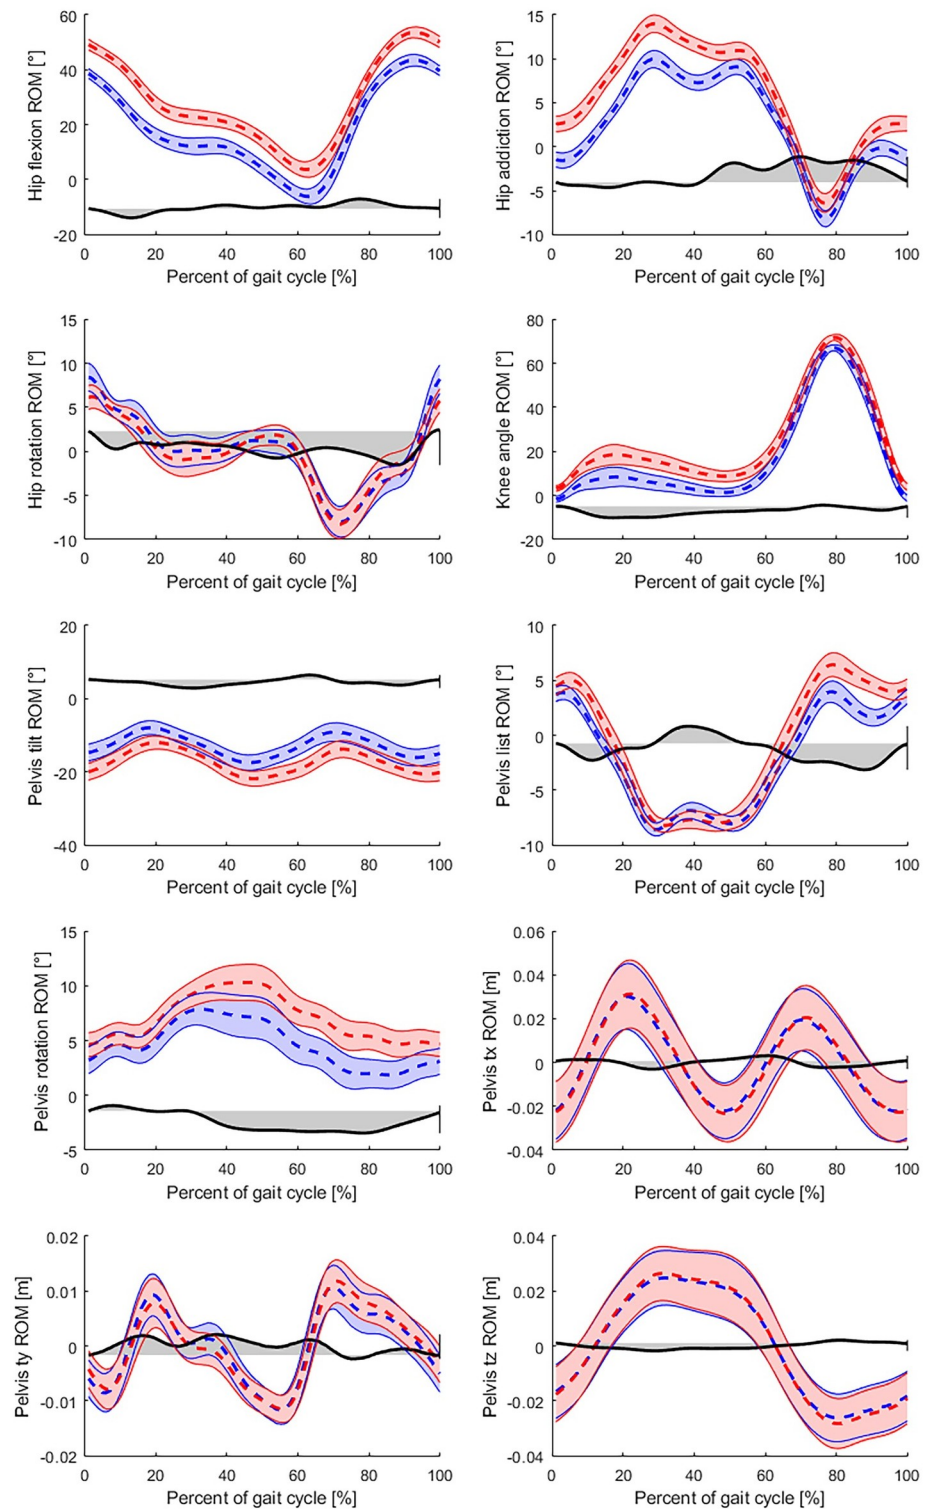 Hip flexion ROM [°]
60
40
20
0
-20
0 20 40 60 80 100
Percent of gait cycle [%]
Hip addiction ROM [°]
15
10
5
0
-5
-10
0 20 40 60 80 100
Percent of gait cycle [%]
Hip rotation ROM [°]
15
10
5
0
-5
-10
0 20 40 60 80 100
Percent of gait cycle [%]
Knee angle ROM [°]
80
60
40
20
0
-20
0 20 40 60 80 100
Percent of gait cycle [%]
Pelvis tilt ROM [°]
20
0
-20
-40
0 20 40 60 80 100
Percent of gait cycle [%]
Pelvis list ROM [°]
10
5
0
-5
-10
0 20 40 60 80 100
Percent of gait cycle [%]
Pelvis rotation ROM [°]
15
10
5
0
-5
0 20 40 60 80 100
Percent of gait cycle [%]
Pelvis tx ROM [m]
0.06
0.04
0.02
0
-0.02
-0.04
0 20 40 60 80 100
Percent of gait cycle [%]
Pelvis ty ROM [m]
0.02
0.01
0
-0.01
-0.02
0 20 40 60 80 100
Percent of gait cycle [%]
Pelvis tz ROM [m]
0.04
0.02
0
-0.02
-0.04
0 20 40 60 80 100
Percent of gait cycle [%]